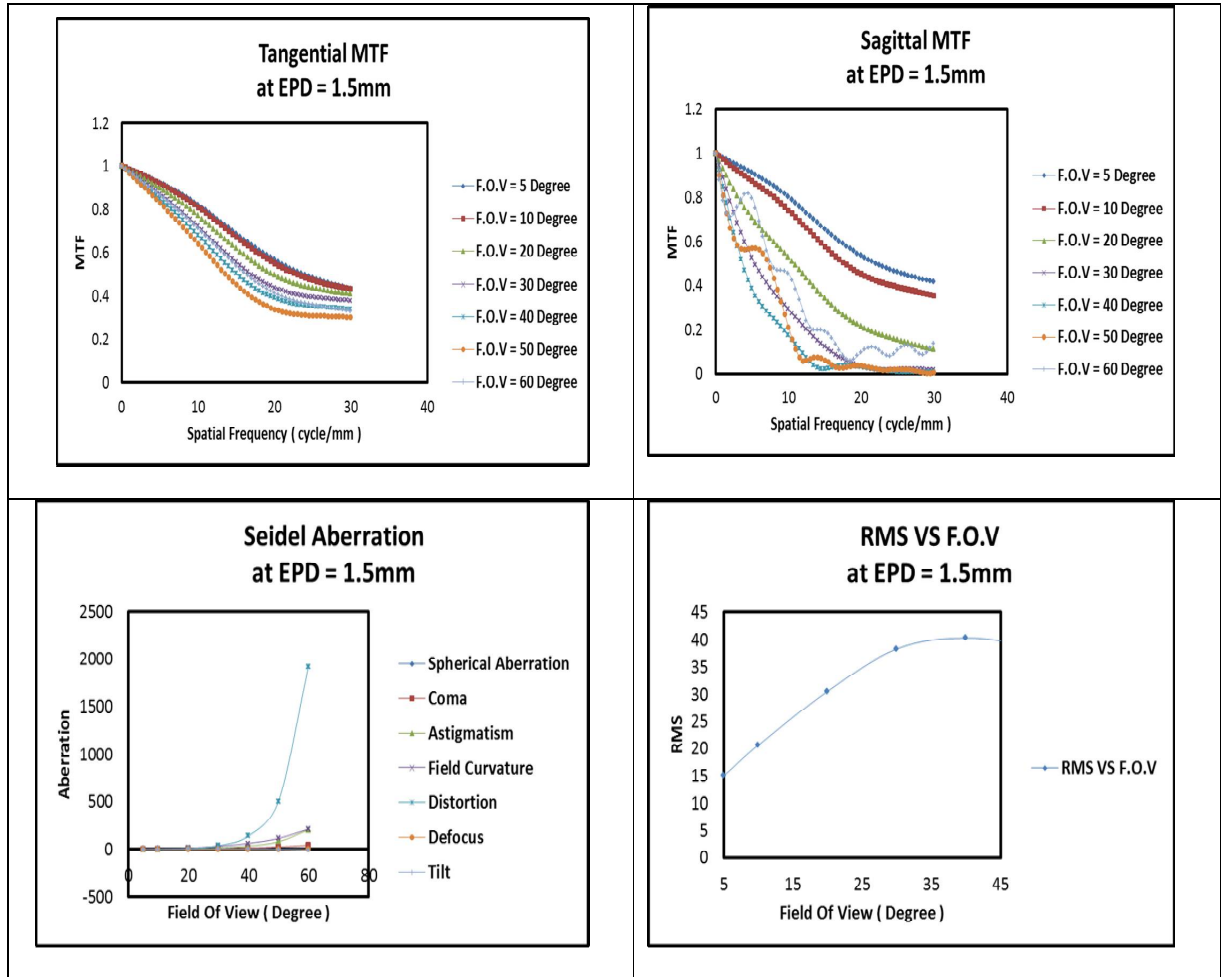 Tangential MTF
at EPD = 1.5mm
MTF
1.2
1
0.8
0.6
0.4
0.2
0
0
10
20
30
40
Spatial Frequency ( cycle/mm )
F.O.V = 5 Degree
F.O.V = 10 Degree
F.O.V = 20 Degree
F.O.V = 30 Degree
F.O.V = 40 Degree
F.O.V = 50 Degree
F.O.V = 60 Degree
Sagittal MTF
at EPD = 1.5mm
MTF
1.2
1
0.8
0.6
0.4
0.2
0
0
10
20
30
40
Spatial Frequency ( cycle/mm )
F.O.V = 5 Degree
F.O.V = 10 Degree
F.O.V = 20 Degree
F.O.V = 30 Degree
F.O.V = 40 Degree
F.O.V = 50 Degree
F.O.V = 60 Degree
Seidel Aberration
at EPD = 1.5mm
Aberration
2500
2000
1500
1000
500
0
-500
0
20
40
60
80
Field Of View ( Degree )
Spherical Aberration
Coma
Astigmatism
Field Curvature
Distortion
Defocus
Tilt
RMS VS F.O.V
at EPD = 1.5mm
RMS
45
40
35
30
25
20
15
10
5
0
5
15
25
35
45
Field Of View ( Degree )
RMS VS F.O.V